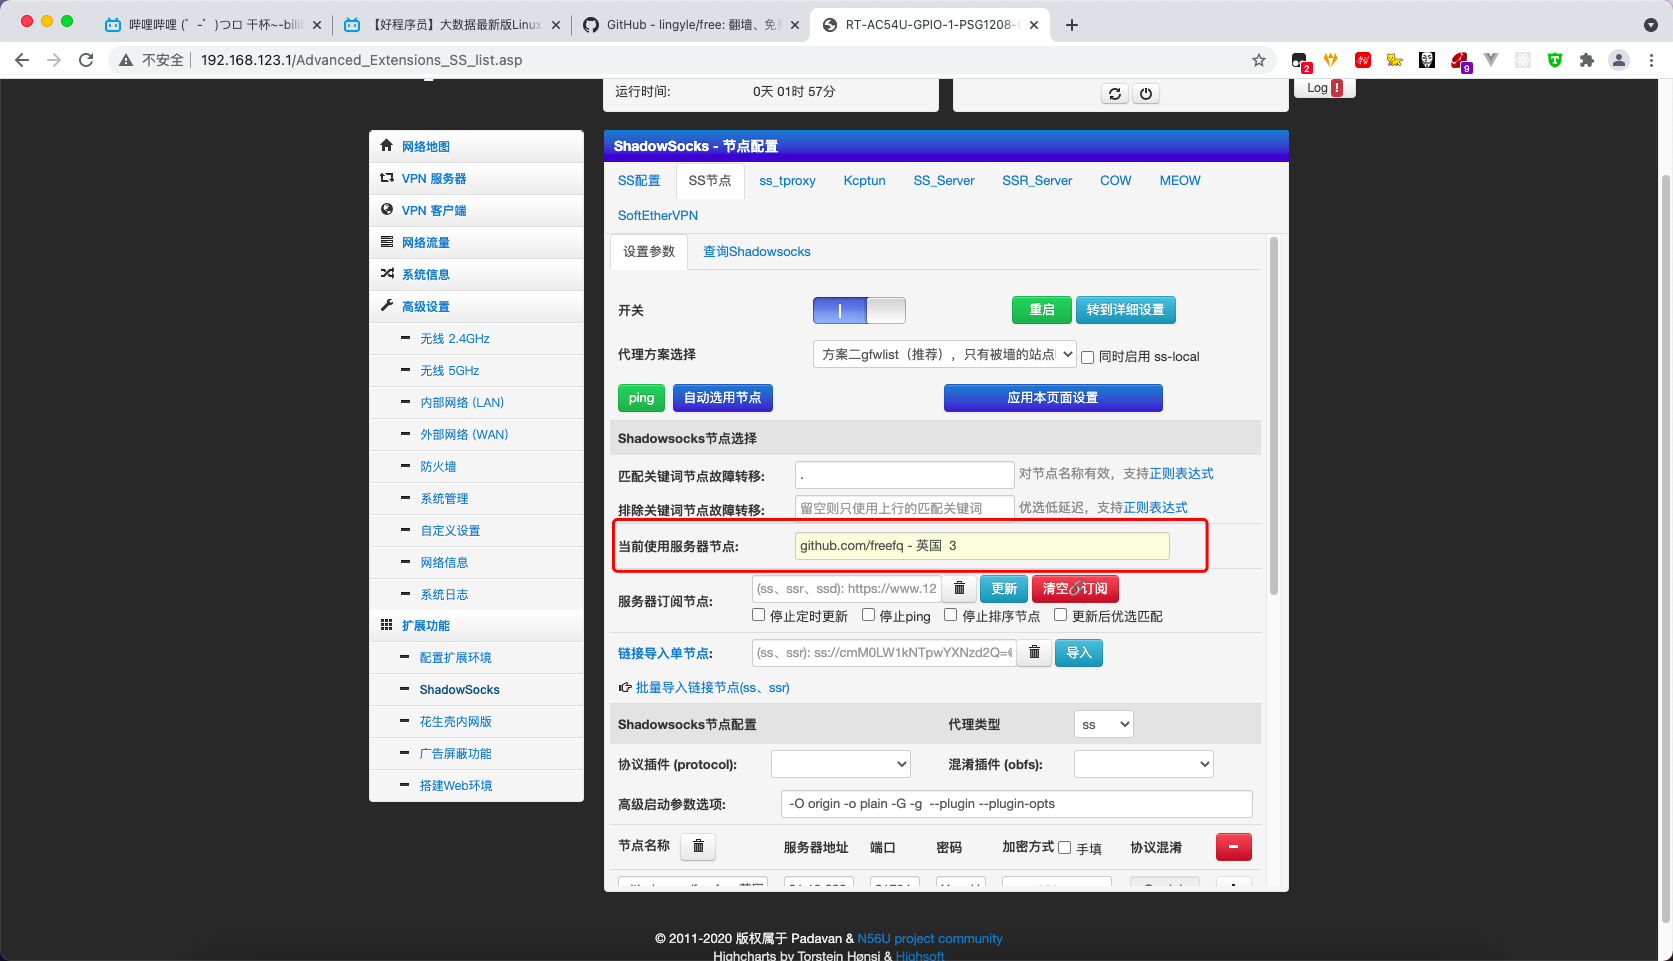 哔哩哔哩 (゜-゜)つロ 干杯~-bili
【好程序员】大数据最新版Linux
GitHub - lingyle/free: 翻墙、免
RT-AC54U-GPIO-1-PSG1208-
不安全
192.168.123.1/Advanced_Extensions_SS_list.asp
2
9
运行时间:
0天 01时 57分
Log !
网络地图
VPN 服务器
VPN 客户端
网络流量
系统信息
高级设置
无线 2.4GHz
无线 5GHz
内部网络 (LAN)
外部网络 (WAN)
防火墙
系统管理
自定义设置
网络信息
系统日志
扩展功能
配置扩展环境
ShadowSocks
花生壳内网版
广告屏蔽功能
搭建Web环境
ShadowSocks - 节点配置
SS配置 SS节点 ss_tproxy Kcptun SS_Server SSR_Server COW MEOW
SoftEtherVPN
设置参数 查询Shadowsocks
开关 重启 转到详细设置
代理方案选择 方案二gfwlist（推荐），只有被墙的站点 同时启用 ss-local
ping 自动选用节点 应用本页面设置
Shadowsocks节点选择
匹配关键词节点故障转移: . 对节点名称有效，支持正则表达式
排除关键词节点故障转移: 留空则只使用上行的匹配关键词 优选低延迟，支持正则表达式
当前使用服务器节点: github.com/freefq - 英国 3
服务器订阅节点: (ss、ssr、ssd): https://www.12 更新 清空订阅
停止定时更新 停止ping 停止排序节点 更新后优选匹配
链接导入单节点: (ss、ssr): ss://cmM0LW1kNTpwYXNzd2Q=@ 导入
批量导入链接节点(ss、ssr)
Shadowsocks节点配置 代理类型 ss
协议插件 (protocol): 混淆插件 (obfs):
高级启动参数选项: -O origin -o plain -G -g --plugin --plugin-opts
节点名称 服务器地址 端口 密码 加密方式 手填 协议混淆
© 2011-2020 版权属于 Padavan & N56U project community
Highcharts by Torstein Hønsi & Highsoft